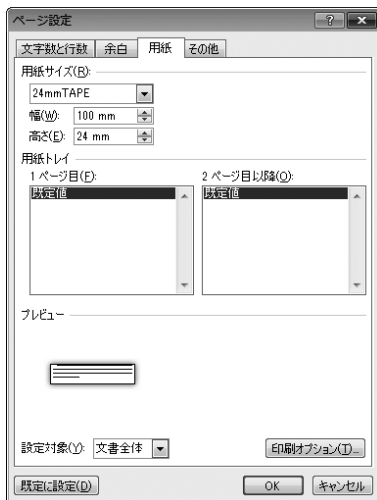 ページ設定
文字数と行数 余白 用紙 その他
用紙サイズ(R):
24mmTAPE
幅(W): 100 mm
高さ(E): 24 mm
用紙トレイ
1 ページ目(F): 2 ページ目以降(O):
既定値 既定値
プレビュー
設定対象(Y): 文書全体 印刷オプション(T)...
既定に設定(D) OK キャンセル